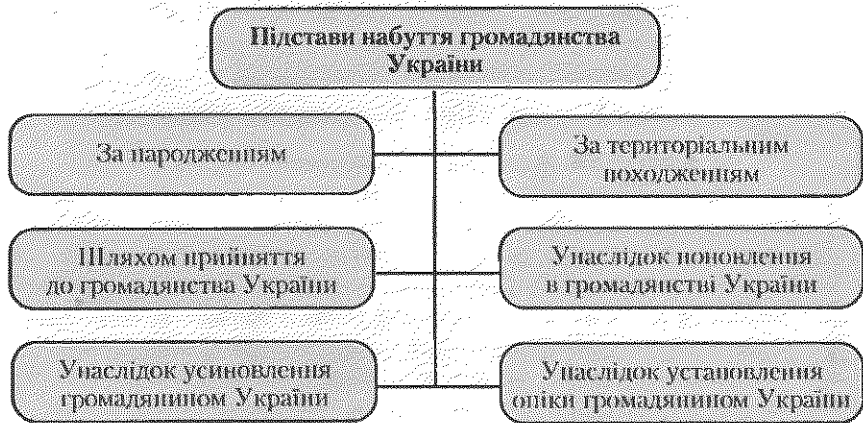 Підстави набуття громадянства
України
За народженням
За територіальним
походженням
Шляхом прийняття
до громадянства України
Унаслідок поновлення
в громадянстві України
Унаслідок усиновлення
громадянином України
Унаслідок установлення
опіки громадянином України